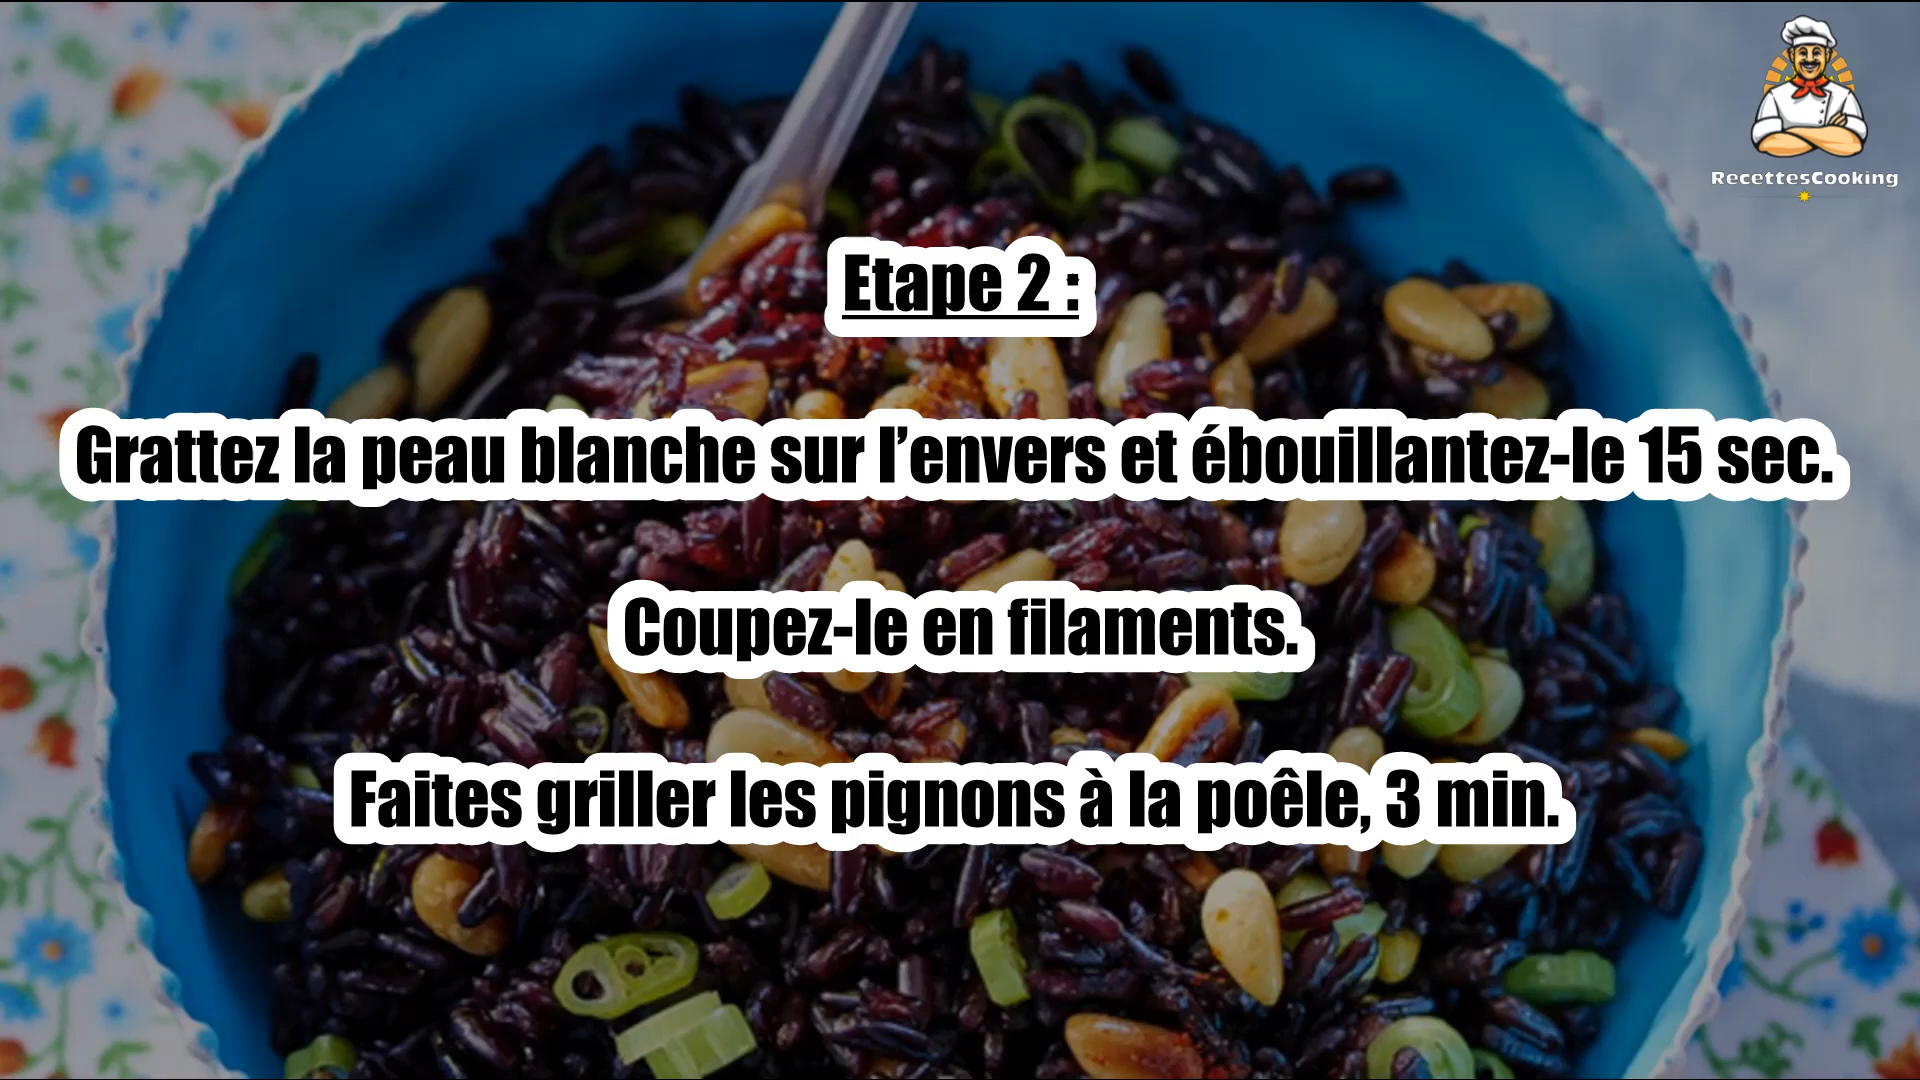 RecettesCooking
Etape 2 :
Grattez la peau blanche sur l’envers et ébouillantez-le 15 sec.
Coupez-le en filaments.
Faites griller les pignons à la poêle, 3 min.